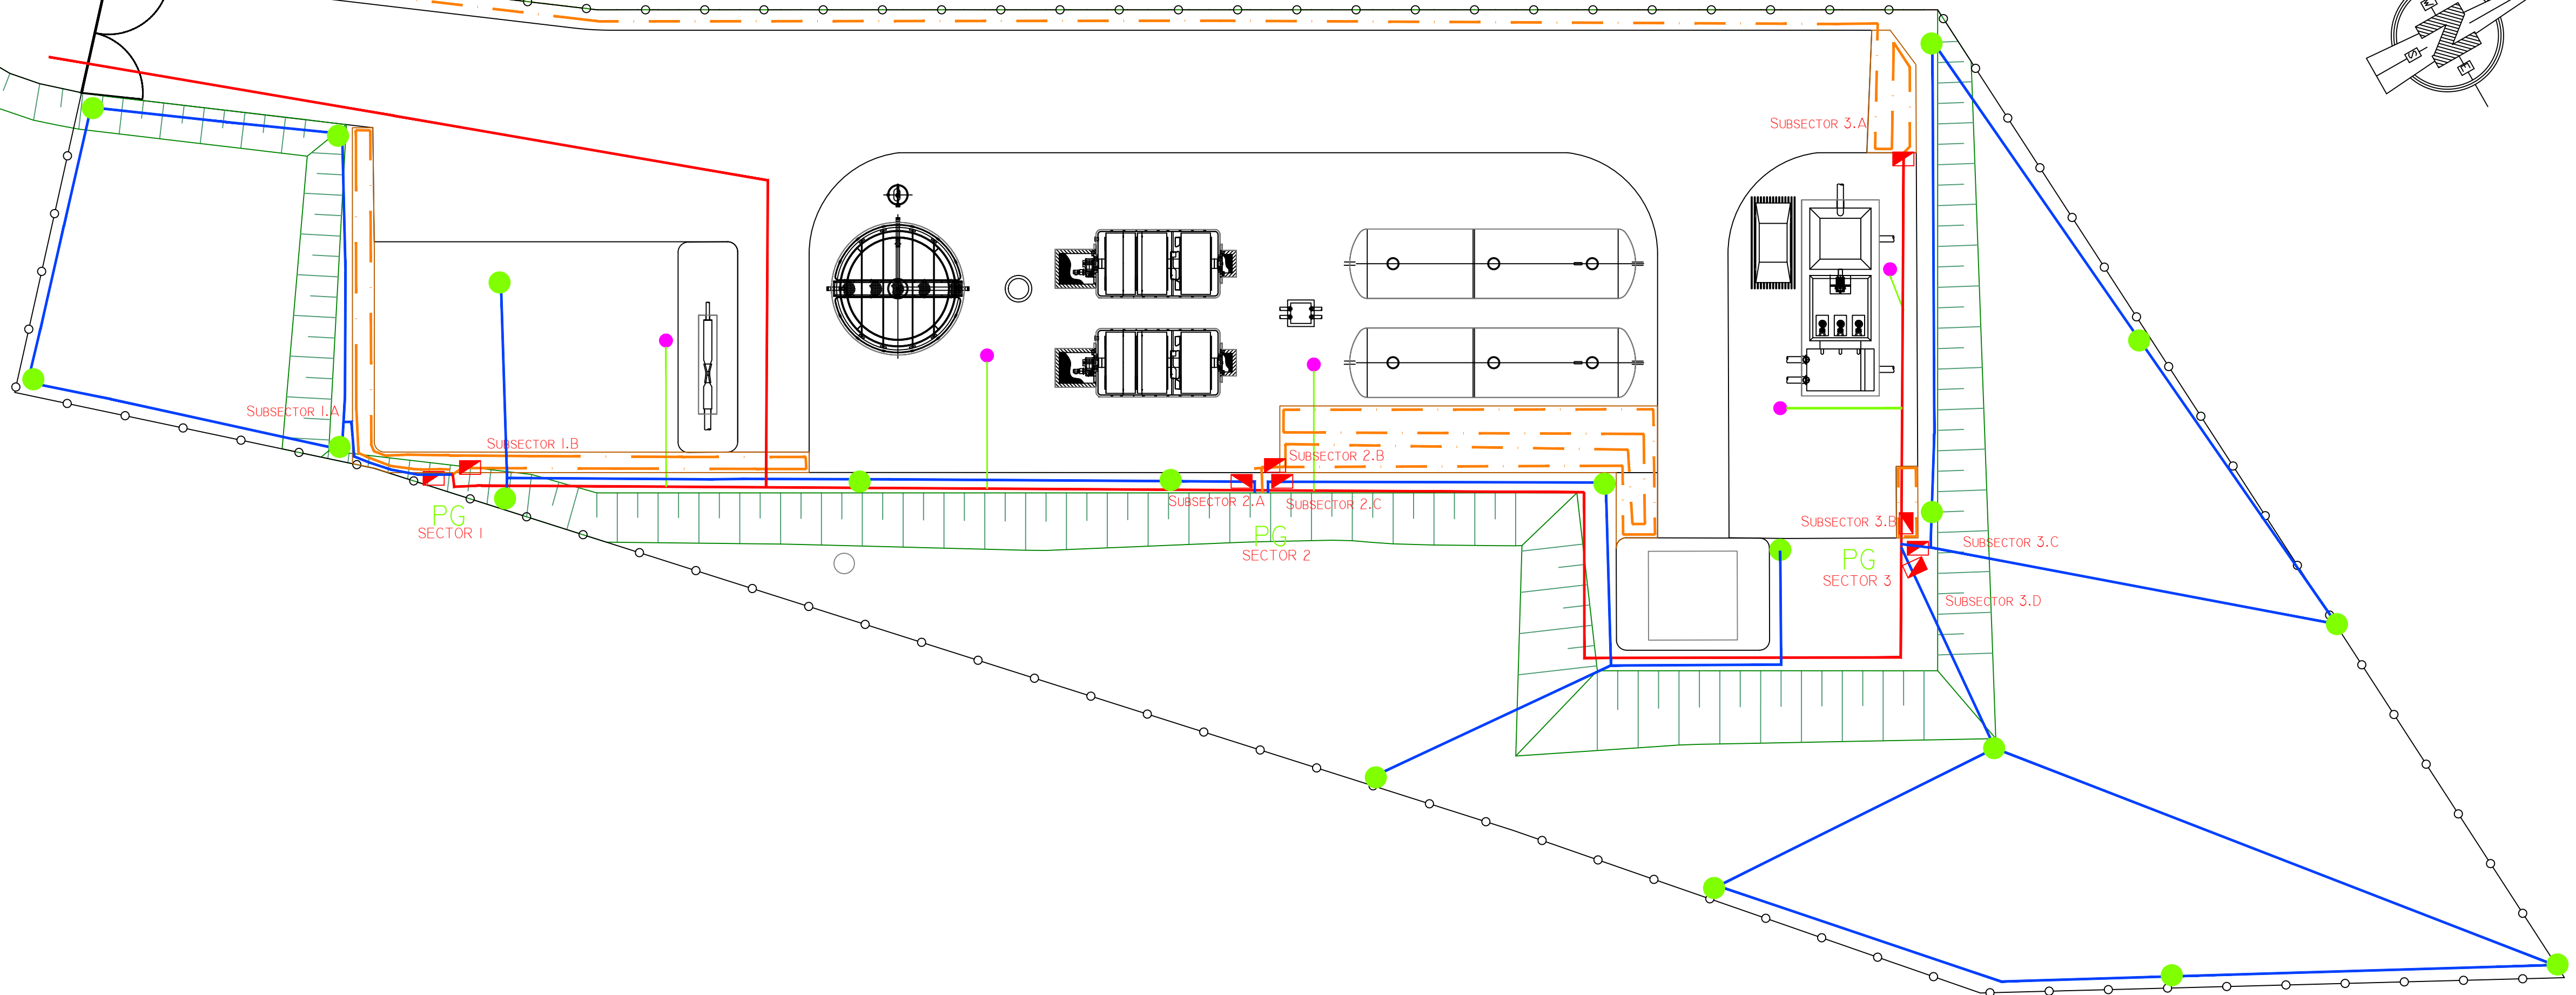 SUBSECTOR 3.A
SUBSECTOR 1.A
SUBSECTOR 1.B
SUBSECTOR 2.B
SUBSECTOR 2.A
SUBSECTOR 2.C
PG
SECTOR 1
PG
SECTOR 2
SUBSECTOR 3.B
SUBSECTOR 3.C
PG
SECTOR 3
SUBSECTOR 3.D
N
S
E